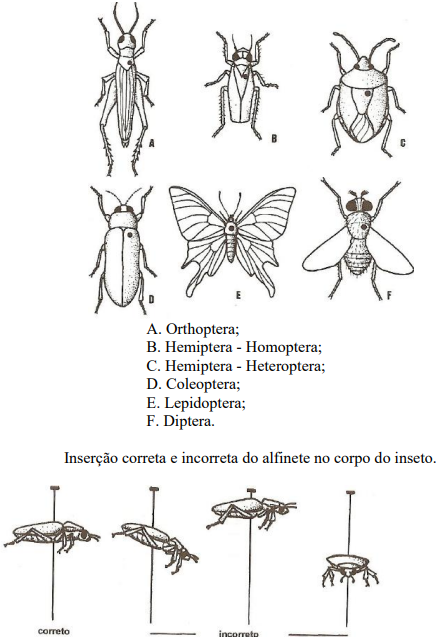 A
B
C
D
E
F
A. Orthoptera;
B. Hemiptera - Homoptera;
C. Hemiptera - Heteroptera;
D. Coleoptera;
E. Lepidoptera;
F. Diptera.
Inserção correta e incorreta do alfinete no corpo do inseto.
correto
incorreto